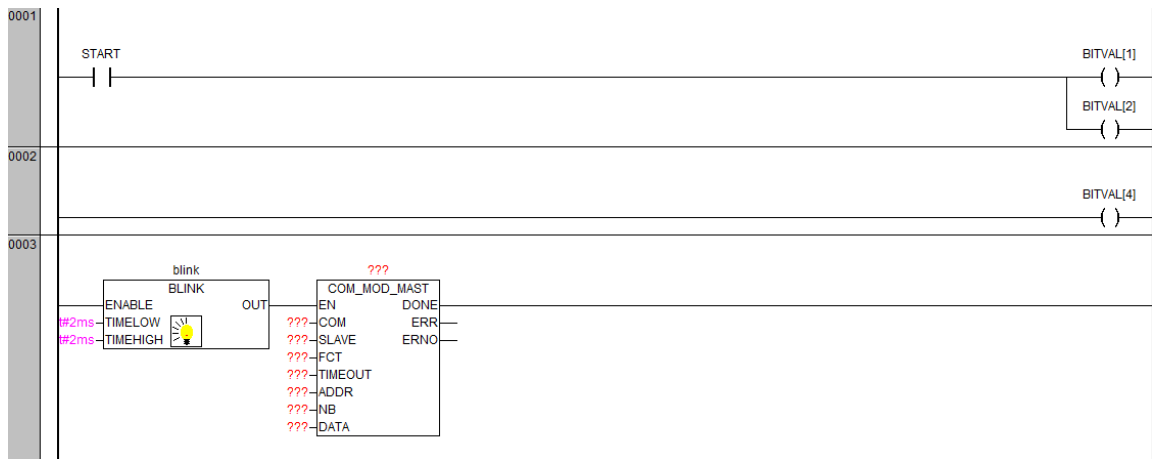 0001
START
BITVAL[1]
BITVAL[2]
0002
BITVAL[4]
0003
blink
BLINK
ENABLE OUT
t#2ms TIMELOW
t#2ms TIMEHIGH
???
COM_MOD_MAST
EN DONE
??? COM ERR
??? SLAVE ERNO
??? FCT
??? TIMEOUT
??? ADDR
??? NB
??? DATA